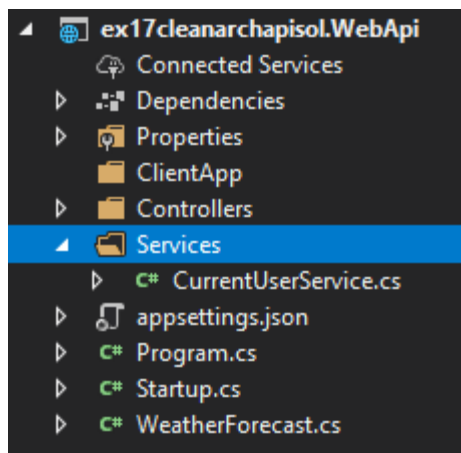 ex17cleanarchapisol.WebApi
Connected Services
Dependencies
Properties
ClientApp
Controllers
Services
C# CurrentUserService.cs
appsettings.json
C# Program.cs
C# Startup.cs
C# WeatherForecast.cs